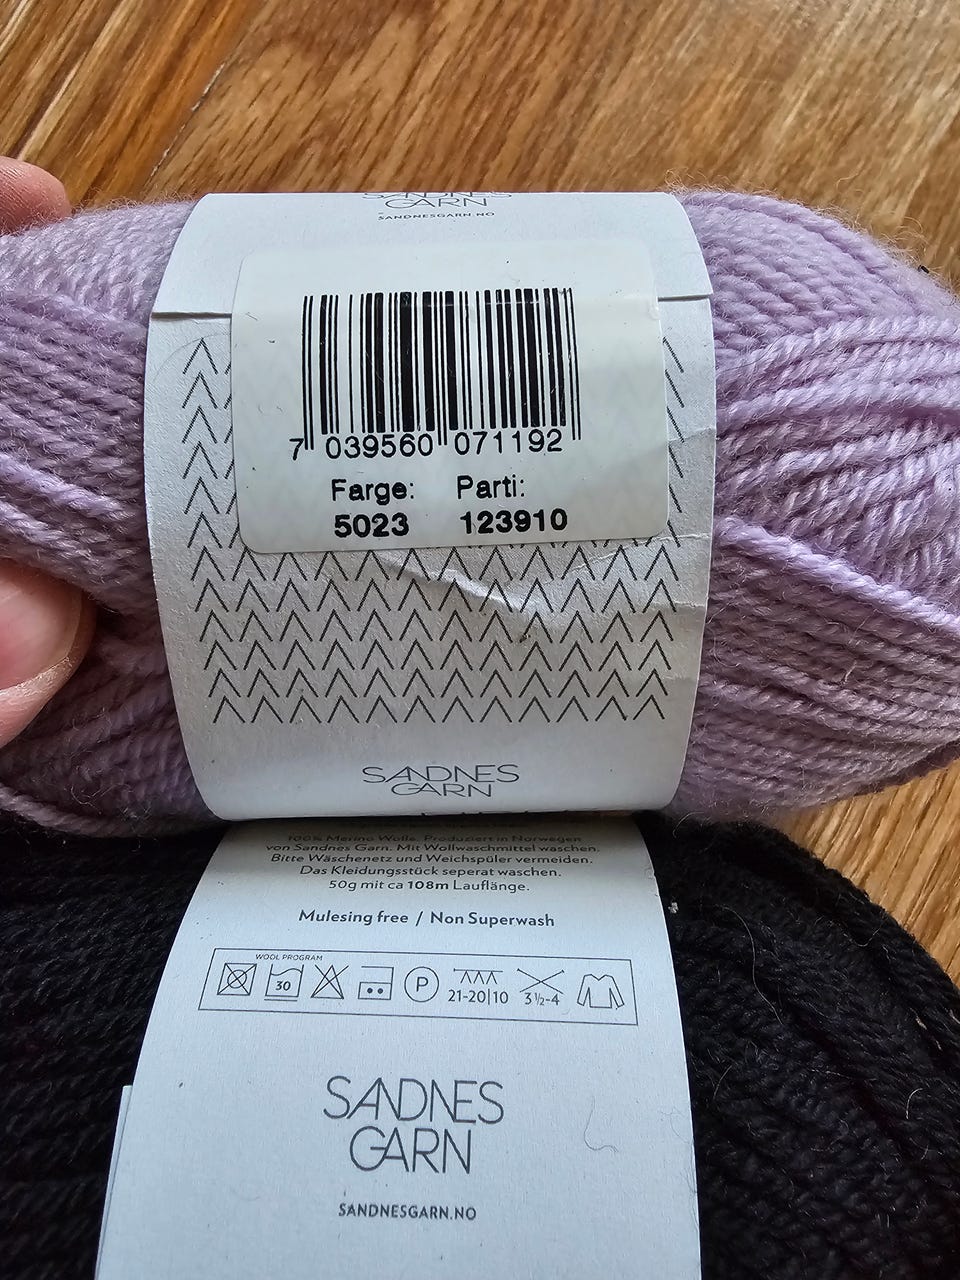 SANDNES
GARN
SANDNESGARN.NO
7 039560 071192
Farge: Parti:
5023 123910
SANDNES
GARN
100% Merino Wolle. Produziert in Norwegen
von Sandnes Garn. Mit Wollwaschmittel waschen.
Bitte Wäschenetz und Weichspüler vermeiden.
Das Kleidungsstück seperat waschen.
50g mit ca 108m Lauflänge.
Mulesing free / Non Superwash
WOOL PROGRAM
30 P 21-20|10 3 ½-4
SANDNES
GARN
SANDNESGARN.NO